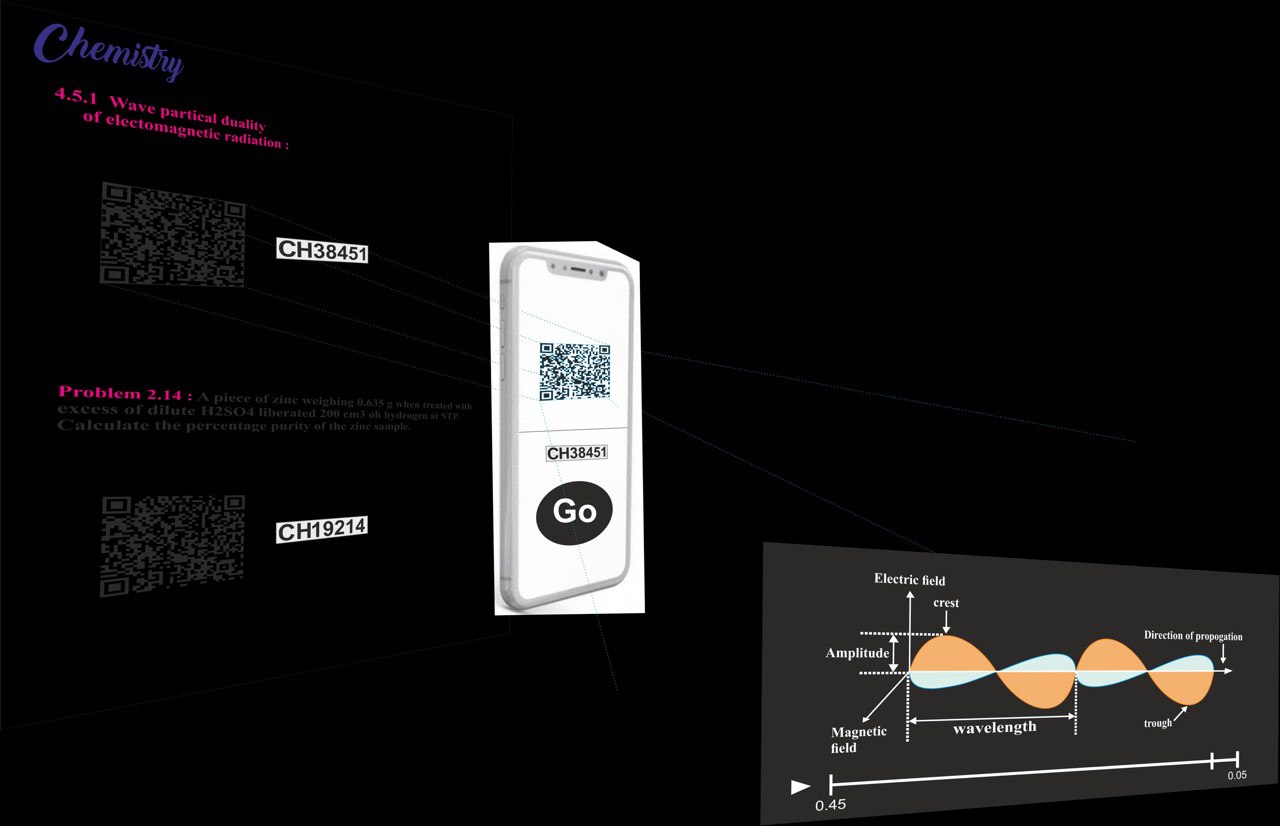 Chemistry
4.5.1 Wave partical duality
of electomagnetic radiation :
CH38451
Problem 2.14 : A piece of zinc weighing 0.635 g when treated with
excess of dilute H2SO4 liberated 200 cm3 oh hydrogen at STP.
Calculate the percentage purity of the zinc sample.
CH19214
CH38451
Go
Electric field
crest
Amplitude
Direction of propogation
Magnetic
field
wavelength
trough
0.45
0.05